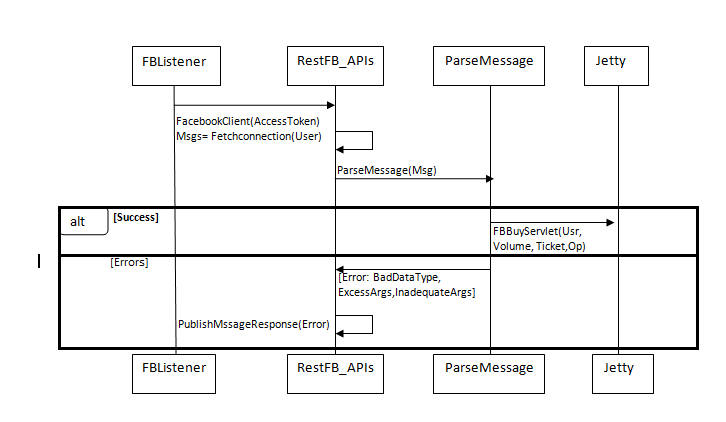 FBListener
RestFB_APIs
ParseMessage
Jetty
FacebookClient(AccessToken)
Msgs= Fetchconnection(User)
ParseMessage(Msg)
alt
[Success]
FBBuyServlet(Usr,
Volume, Ticket,Op)
[Errors]
[Error: BadDataType,
ExcessArgs,InadequateArgs]
PublishMssageResponse(Error)
FBListener
RestFB_APIs
ParseMessage
Jetty